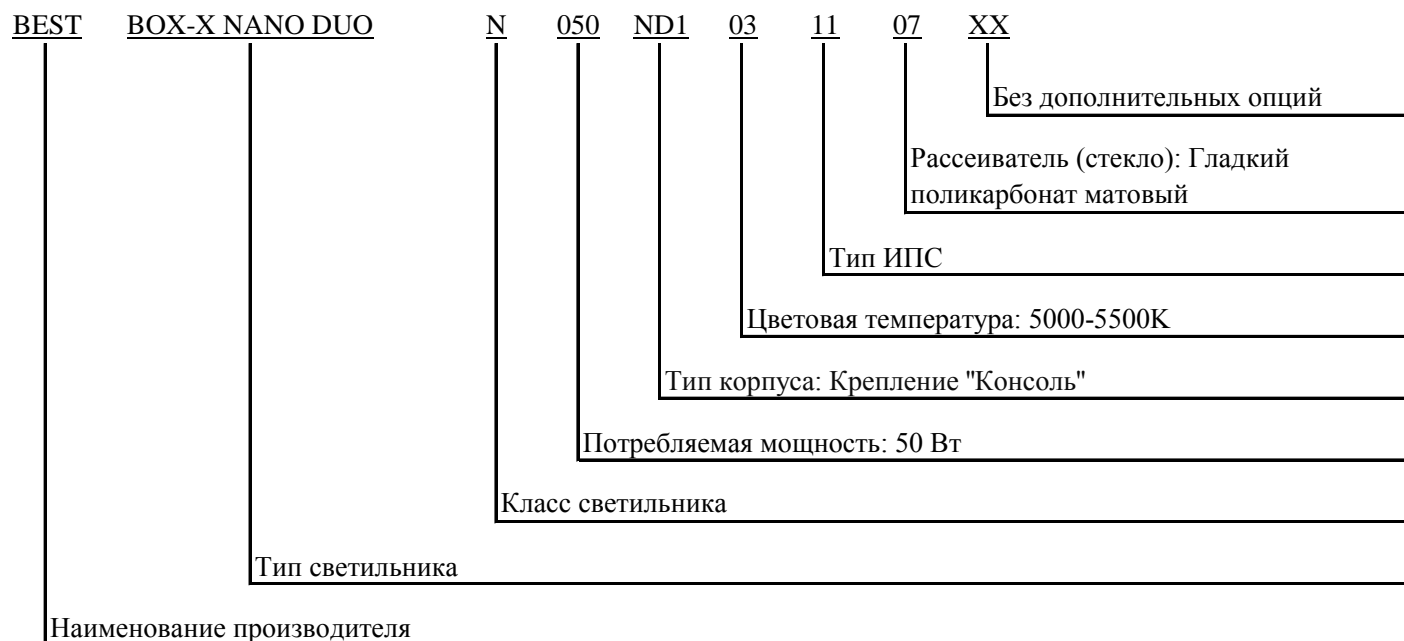 BEST BOX-X NANO DUO N 050 ND1 03 11 07 XX
Без дополнительных опций
Рассеиватель (стекло): Гладкий
поликарбонат матовый
Тип ИПС
Цветовая температура: 5000-5500K
Тип корпуса: Крепление "Консоль"
Потребляемая мощность: 50 Вт
Класс светильника
Тип светильника
Наименование производителя